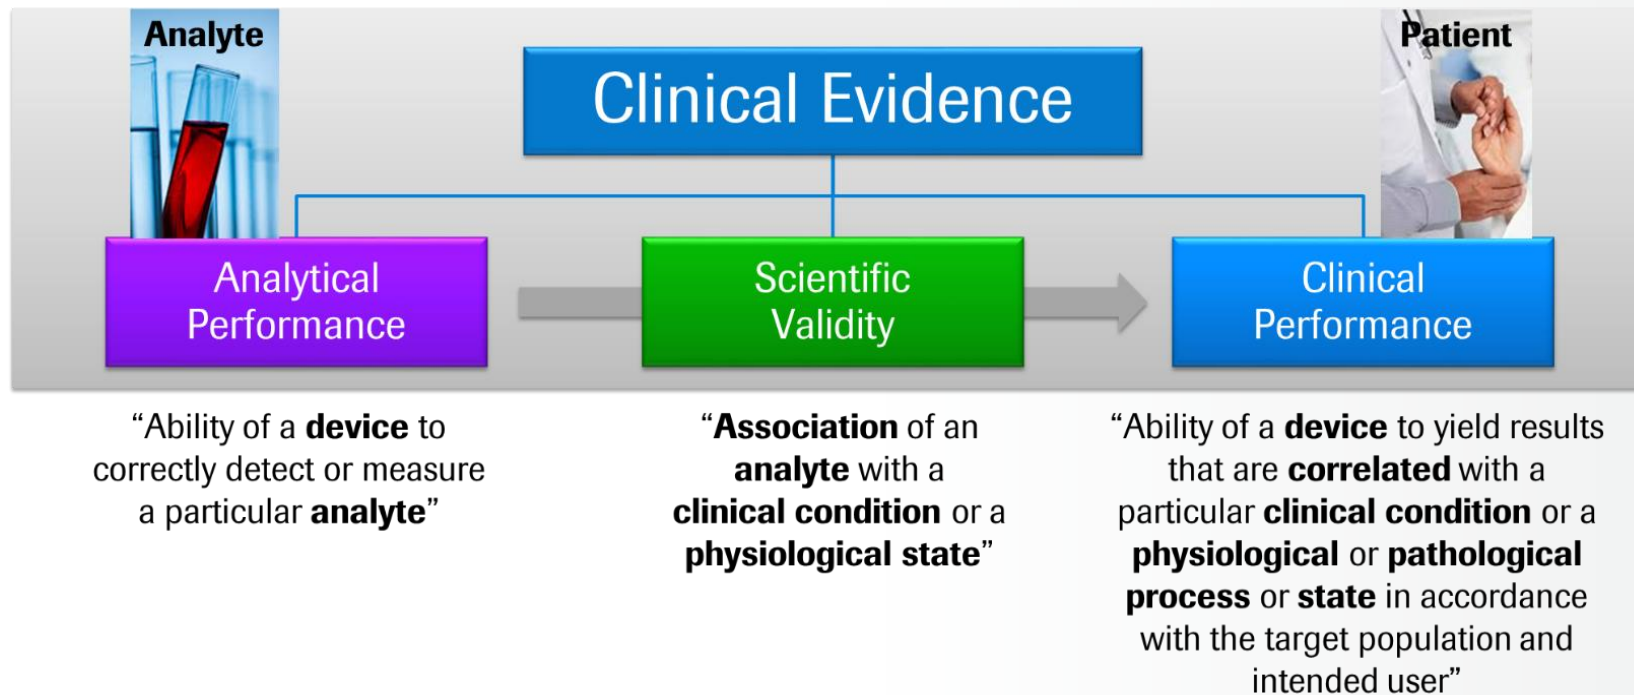 Analyte
Patient
Clinical Evidence
Analytical
Performance
Scientific
Validity
Clinical
Performance
“Ability of a device to
correctly detect or measure
a particular analyte”
“Association of an
analyte with a
clinical condition or a
physiological state”
“Ability of a device to yield results
that are correlated with a
particular clinical condition or a
physiological or pathological
process or state in accordance
with the target population and
intended user”